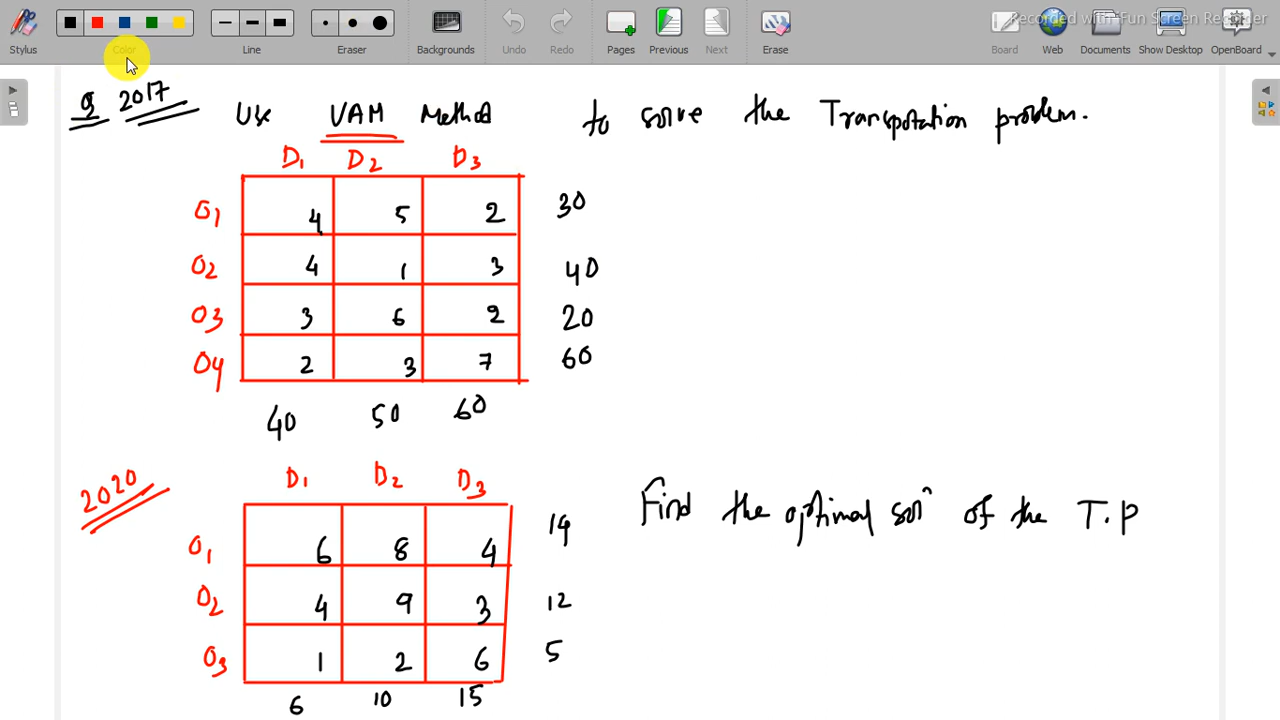 Recorded with iFun Screen Recorder
Stylus Color Line Eraser Backgrounds Undo Redo Pages Previous Next Erase Board Web Documents Show Desktop OpenBoard
Q 2017 Use VAM Method to solve the Transpotation problem.
D1 D2 D3
O1 4 5 2 30
O2 4 1 3 40
O3 3 6 2 20
O4 2 3 7 60
40 50 60
2020 D1 D2 D3
Find the optimal solⁿ of the T.P
O1 6 8 4 14
O2 4 9 3 12
O3 1 2 6 5
6 10 15